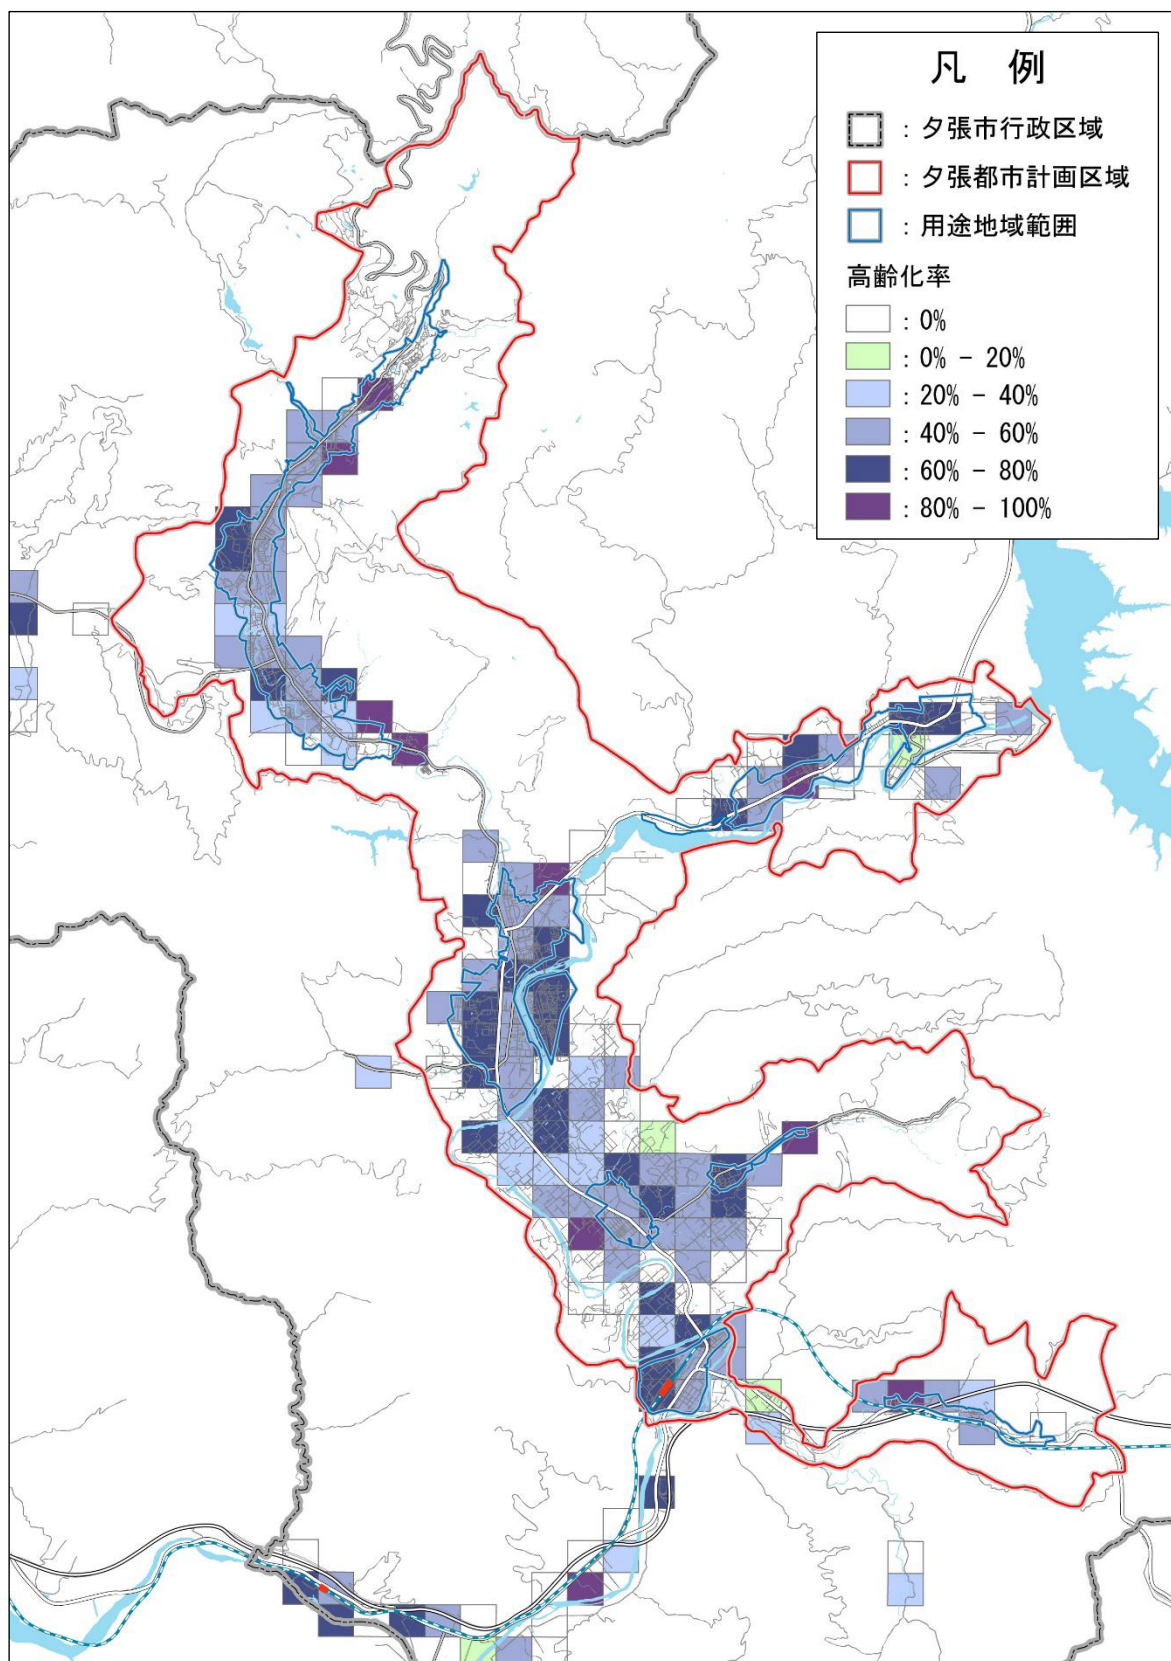 凡 例
：夕張市行政区域
：夕張都市計画区域
：用途地域範囲
高齢化率
：0%
：0% - 20%
：20% - 40%
：40% - 60%
：60% - 80%
：80% - 100%